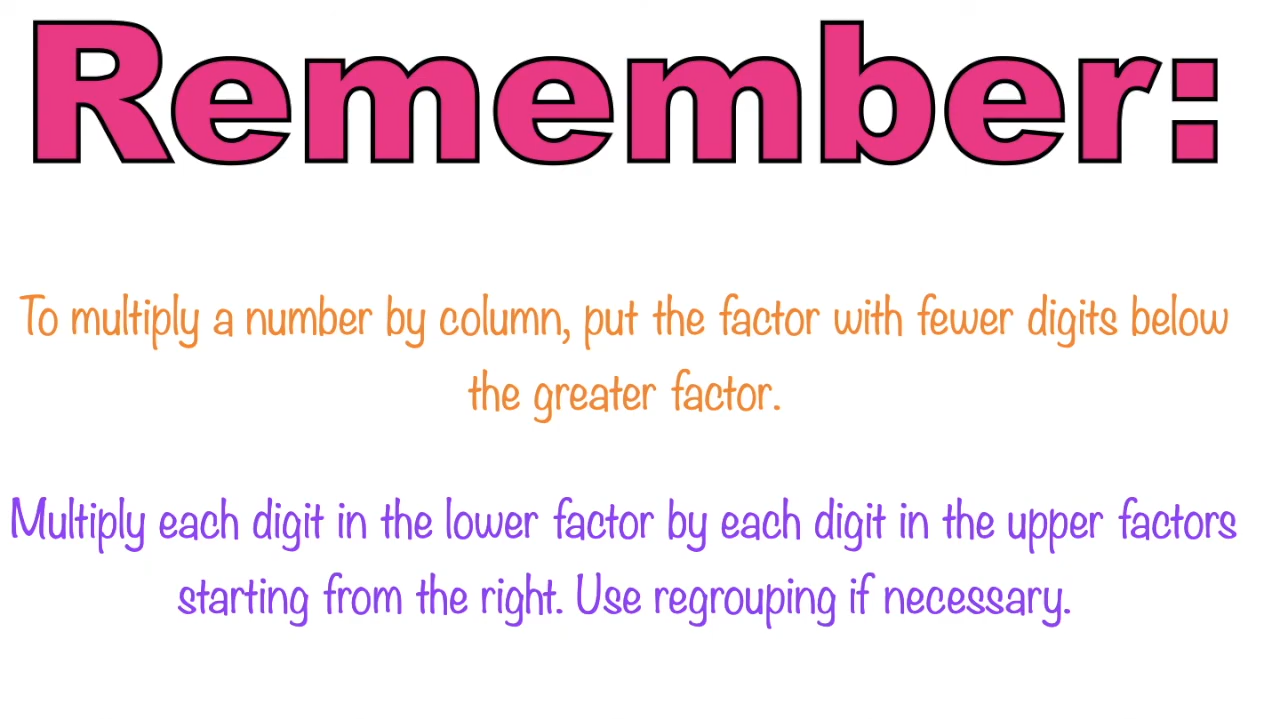 Remember:
To multiply a number by column, put the factor with fewer digits below
the greater factor.
Multiply each digit in the lower factor by each digit in the upper factors
starting from the right. Use regrouping if necessary.